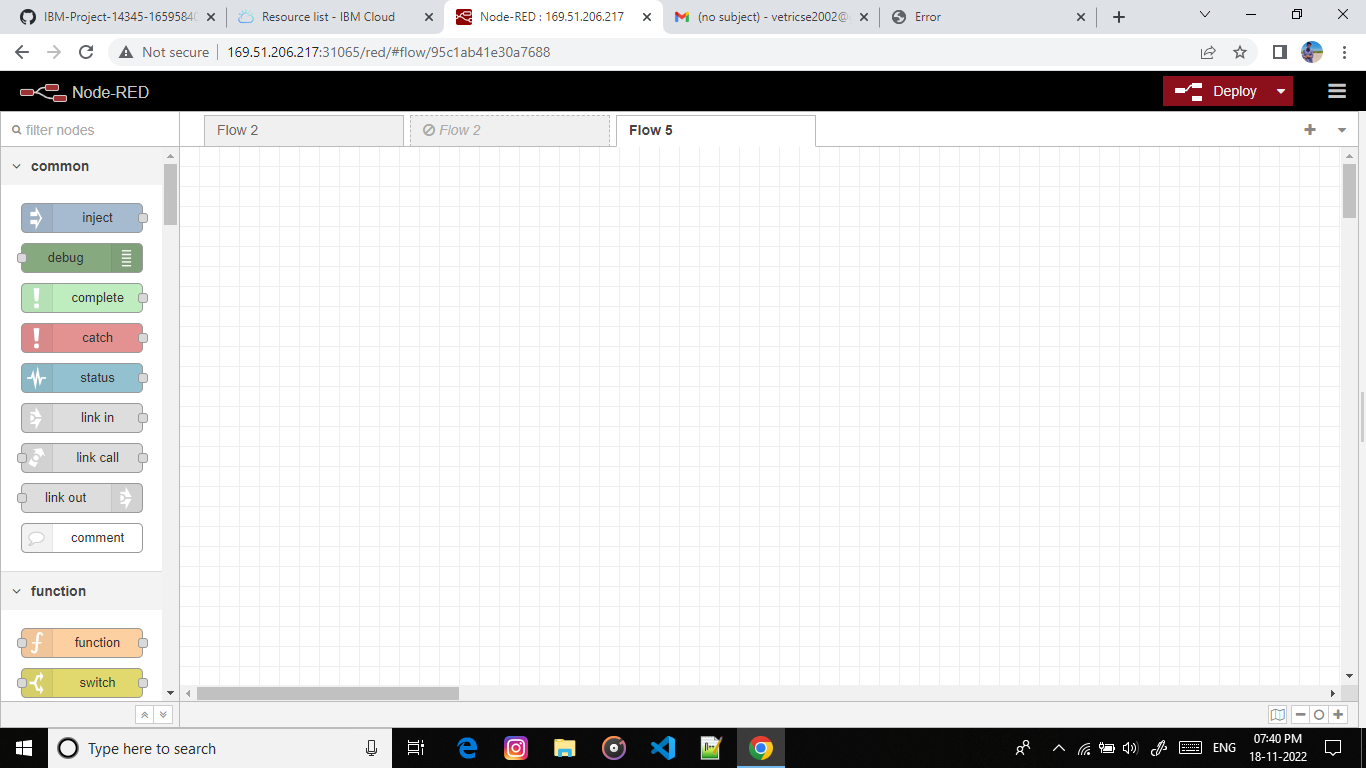 IBM-Project-14345-1659584
Resource list - IBM Cloud
Node-RED : 169.51.206.217
(no subject) - vetricse2002@
Error
Not secure
169.51.206.217:31065/red/#flow/95c1ab41e30a7688
Node-RED
Deploy
filter nodes
Flow 2
Flow 2
Flow 5
common
inject
debug
complete
catch
status
link in
link call
link out
comment
function
function
switch
Type here to search
ENG
07:40 PM
18-11-2022